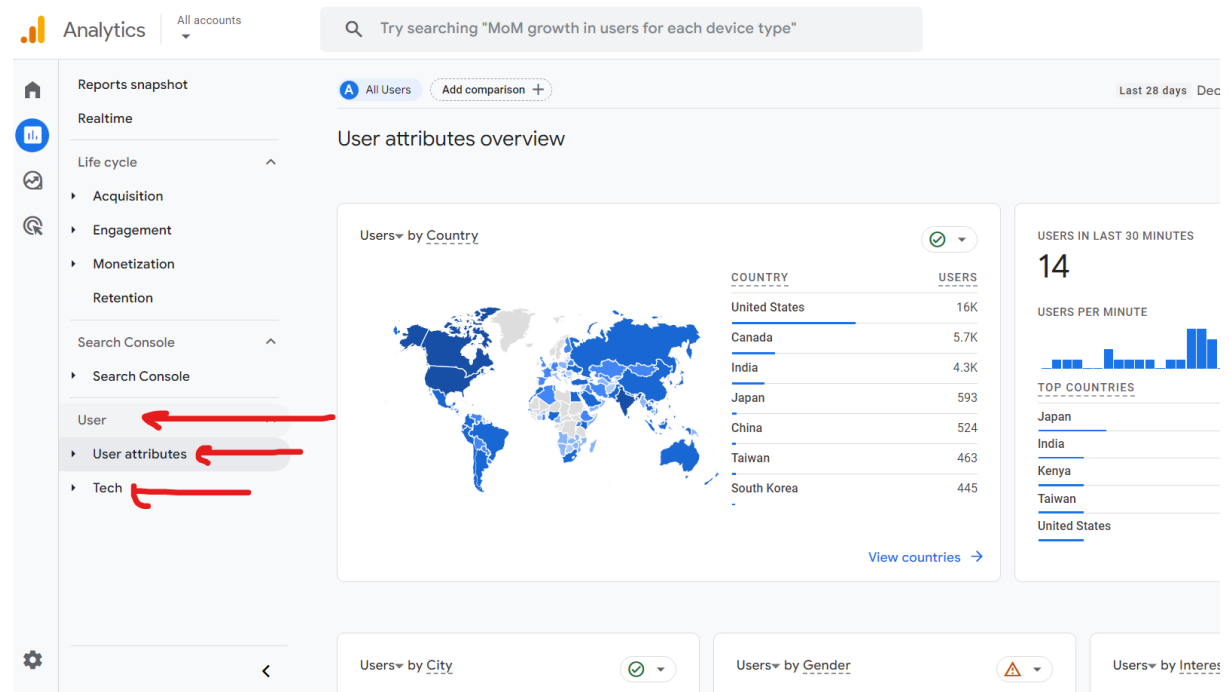 Analytics
All accounts
Try searching "MoM growth in users for each device type"
Reports snapshot
Realtime
Life cycle
Acquisition
Engagement
Monetization
Retention
Search Console
Search Console
User
User attributes
Tech
A All Users
Add comparison +
Last 28 days Dec
User attributes overview
Users by Country
COUNTRY USERS
United States 16K
Canada 5.7K
India 4.3K
Japan 593
China 524
Taiwan 463
South Korea 445
View countries
USERS IN LAST 30 MINUTES
14
USERS PER MINUTE
TOP COUNTRIES
Japan
India
Kenya
Taiwan
United States
Users by City
Users by Gender
Users by Interes